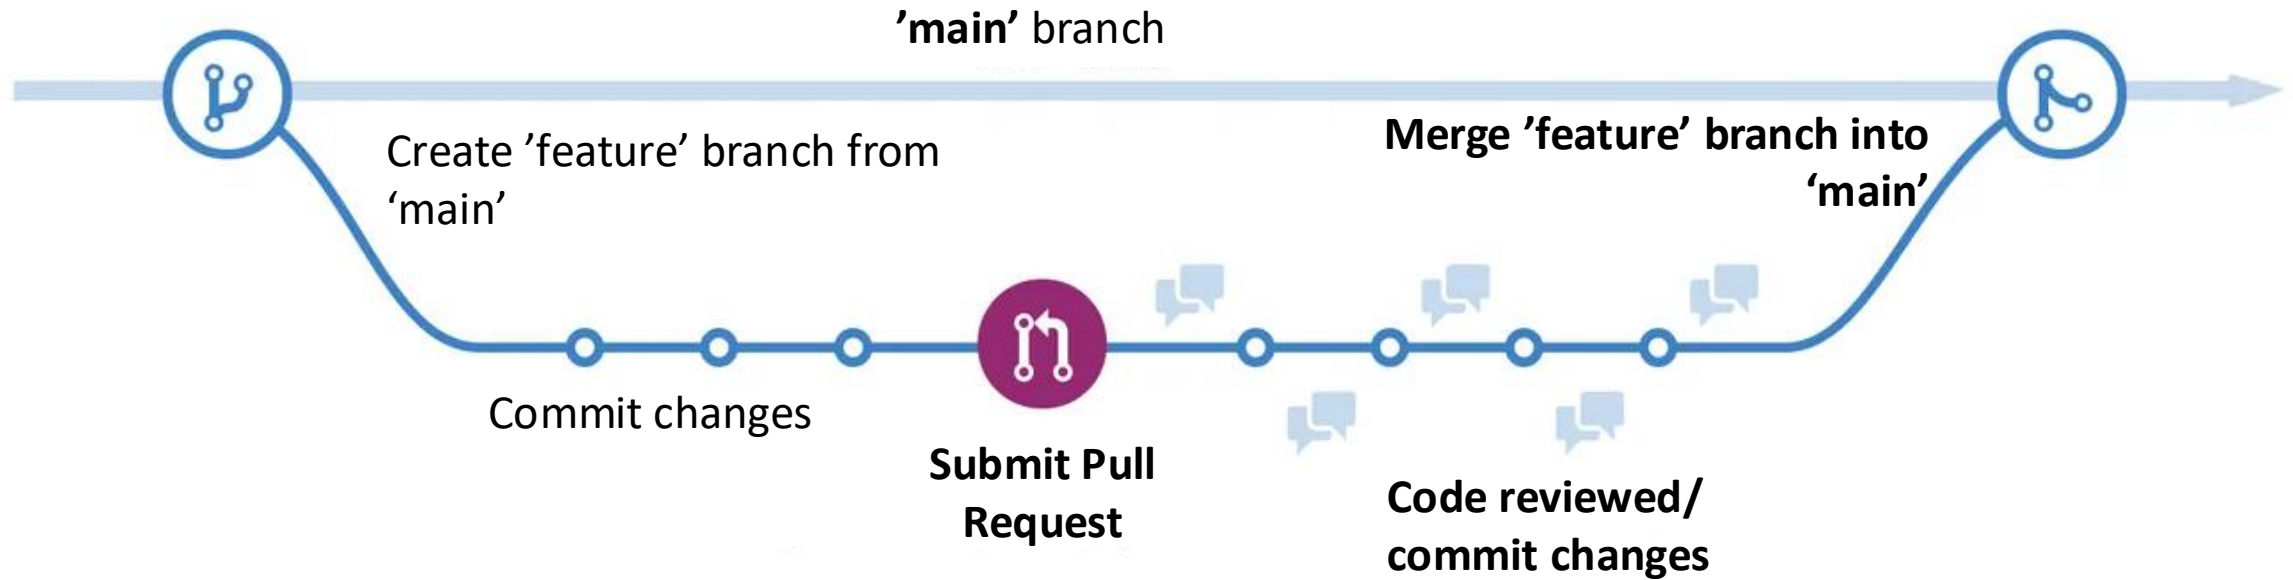 ’main’ branch
Create ’feature’ branch from
‘main’
Merge ’feature’ branch into
‘main’
Commit changes
Submit Pull
Request
Code reviewed/
commit changes